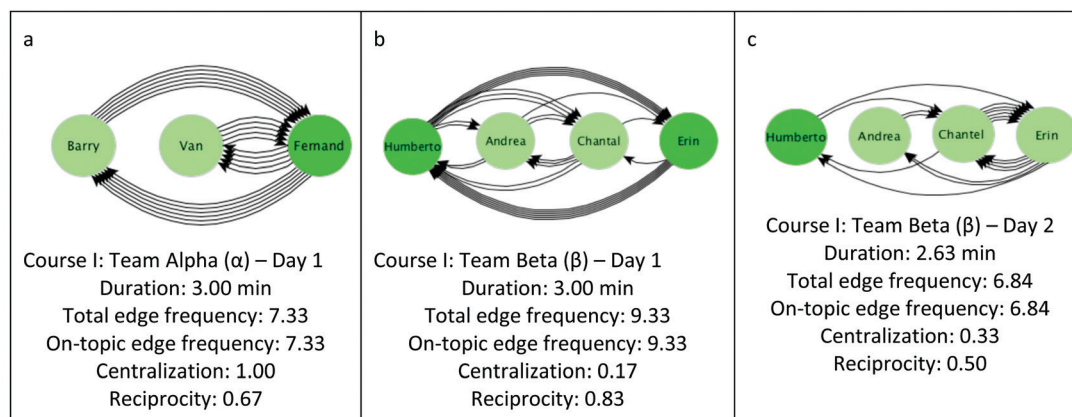 a
Barry
Van
Fernand
Course I: Team Alpha (α) – Day 1
Duration: 3.00 min
Total edge frequency: 7.33
On-topic edge frequency: 7.33
Centralization: 1.00
Reciprocity: 0.67
b
Humberto
Andrea
Chantal
Erin
Course I: Team Beta (β) – Day 1
Duration: 3.00 min
Total edge frequency: 9.33
On-topic edge frequency: 9.33
Centralization: 0.17
Reciprocity: 0.83
c
Humberto
Andrea
Chantel
Erin
Course I: Team Beta (β) – Day 2
Duration: 2.63 min
Total edge frequency: 6.84
On-topic edge frequency: 6.84
Centralization: 0.33
Reciprocity: 0.50